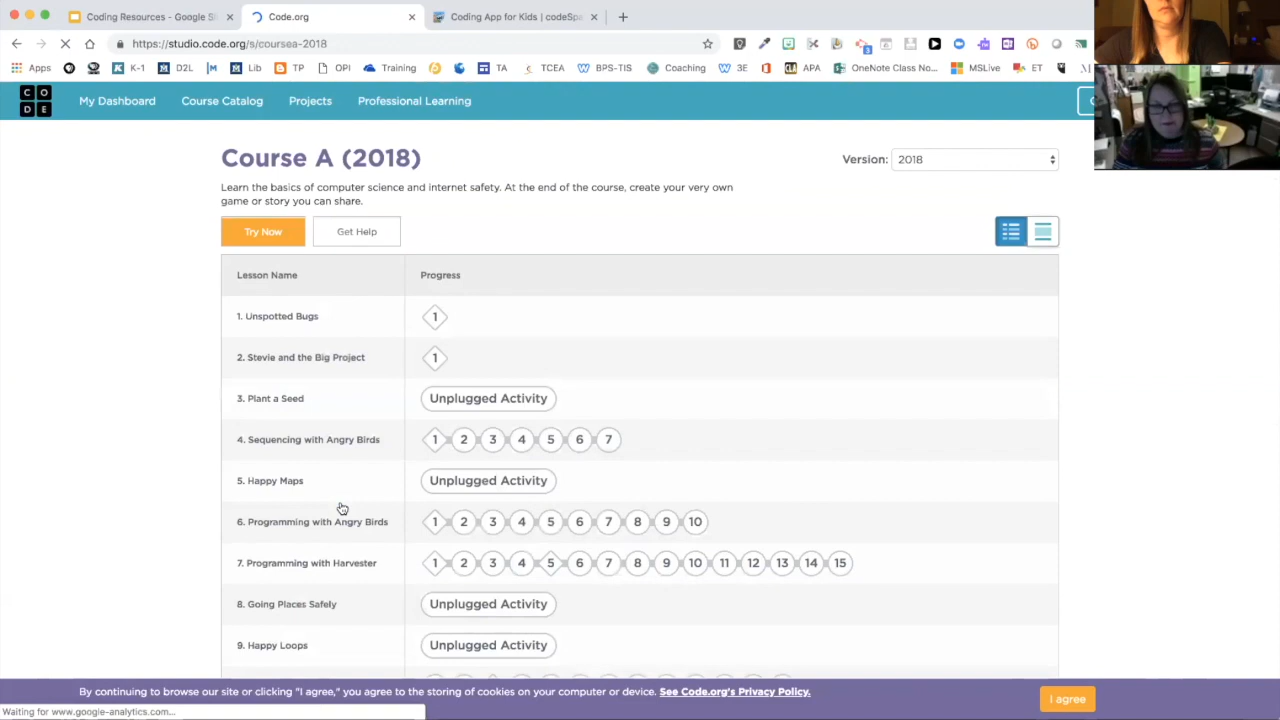 Coding Resources - Google Sl
Code.org
Coding App for Kids | codeSpa
https://studio.code.org/s/coursea-2018
Apps K-1 D2L Lib TP OPI Training TA TCEA BPS-TIS Coaching 3E APA OneNote Class No... MSLive ET
CODE
My Dashboard Course Catalog Projects Professional Learning
Course A (2018)
Version: 2018
Learn the basics of computer science and internet safety. At the end of the course, create your very own
game or story you can share.
Try Now Get Help
Lesson Name Progress
1. Unspotted Bugs 1
2. Stevie and the Big Project 1
3. Plant a Seed Unplugged Activity
4. Sequencing with Angry Birds 1 2 3 4 5 6 7
5. Happy Maps Unplugged Activity
6. Programming with Angry Birds 1 2 3 4 5 6 7 8 9 10
7. Programming with Harvester 1 2 3 4 5 6 7 8 9 10 11 12 13 14 15
8. Going Places Safely Unplugged Activity
9. Happy Loops Unplugged Activity
By continuing to browse our site or clicking "I agree," you agree to the storing of cookies on your computer or device. See Code.org's Privacy Policy.
I agree
Waiting for www.google-analytics.com...